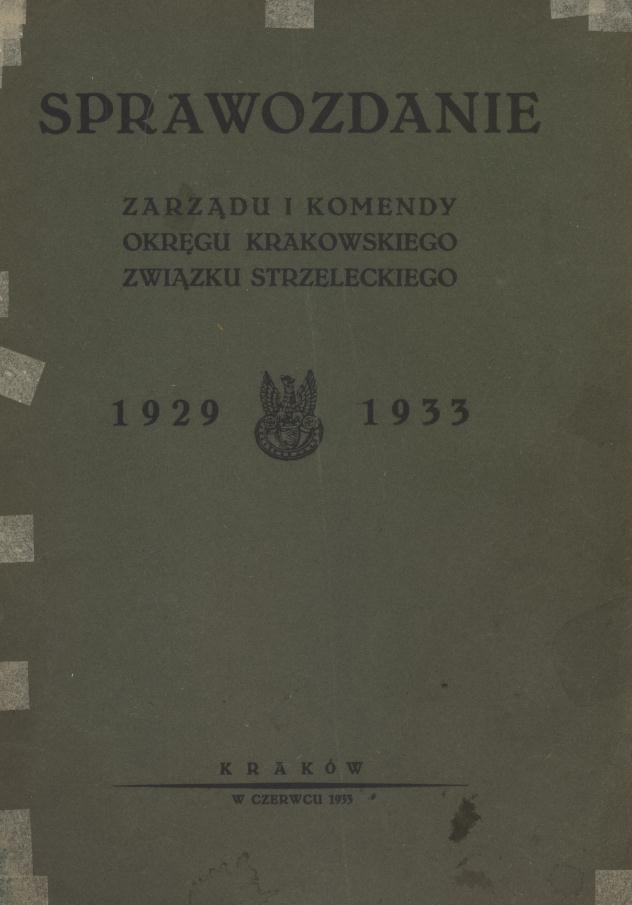 SPRAWOZDANIE
ZARZĄDU I KOMENDY
OKRĘGU KRAKOWSKIEGO
ZWIĄZKU STRZELECKIEGO
1929 1933
KRAKÓW
W CZERWCU 1933